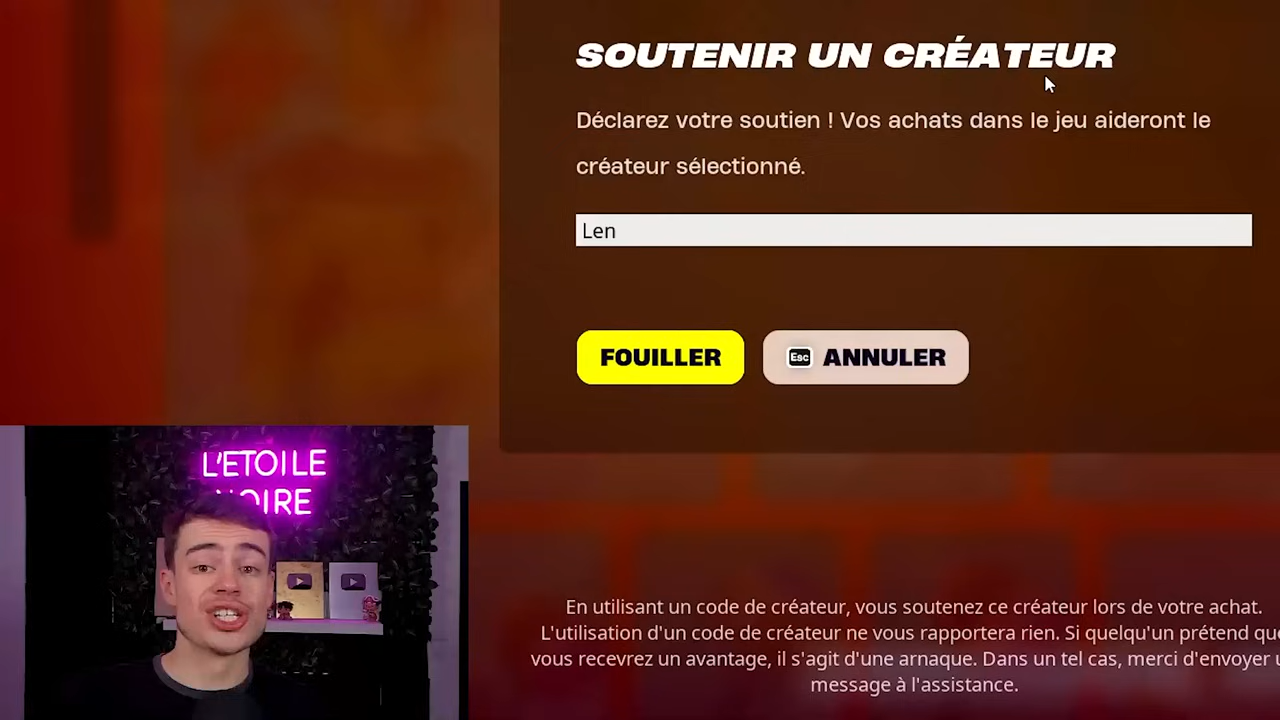 SOUTENIR UN CRÉATEUR
Déclarez votre soutien ! Vos achats dans le jeu aideront le
créateur sélectionné.
Len
FOUILLER
Esc ANNULER
L'ETOILE
NOIRE
En utilisant un code de créateur, vous soutenez ce créateur lors de votre achat.
L'utilisation d'un code de créateur ne vous rapportera rien. Si quelqu'un prétend que
vous recevrez un avantage, il s'agit d'une arnaque. Dans un tel cas, merci d'envoyer u
message à l'assistance.